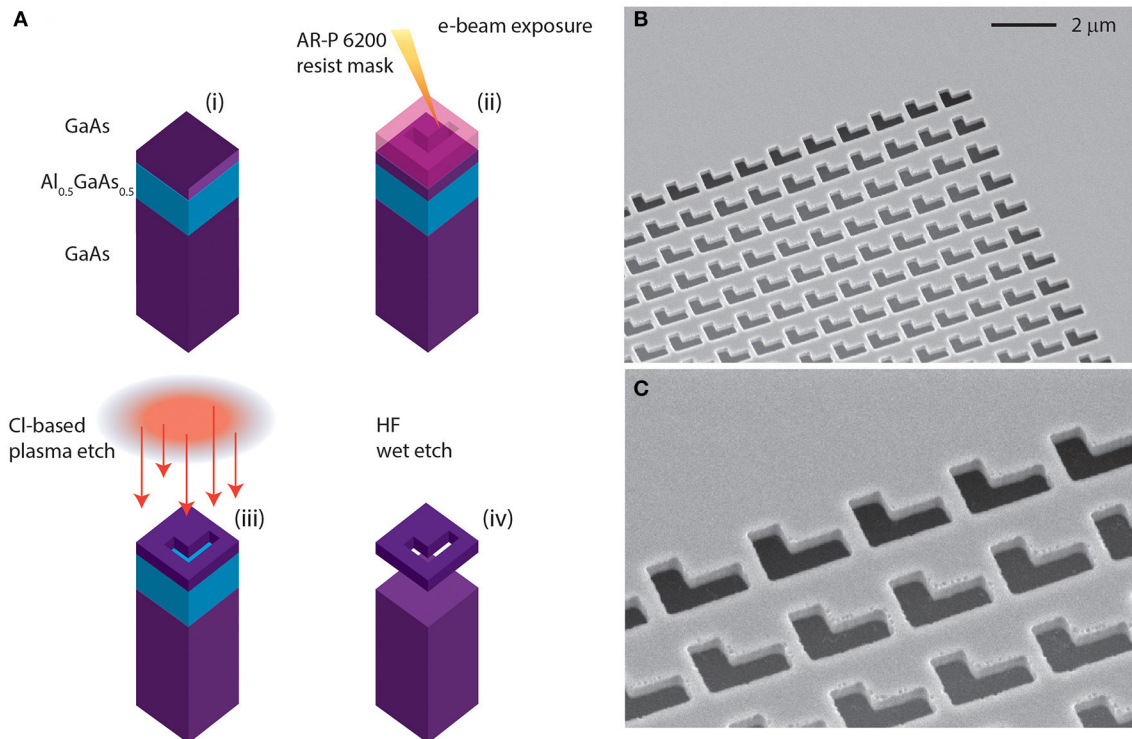 A
(i)
GaAs
Al0.5GaAs0.5
GaAs
(ii)
e-beam exposure
AR-P 6200
resist mask
Cl-based
plasma etch
(iii)
HF
wet etch
(iv)
B
2 μm
C